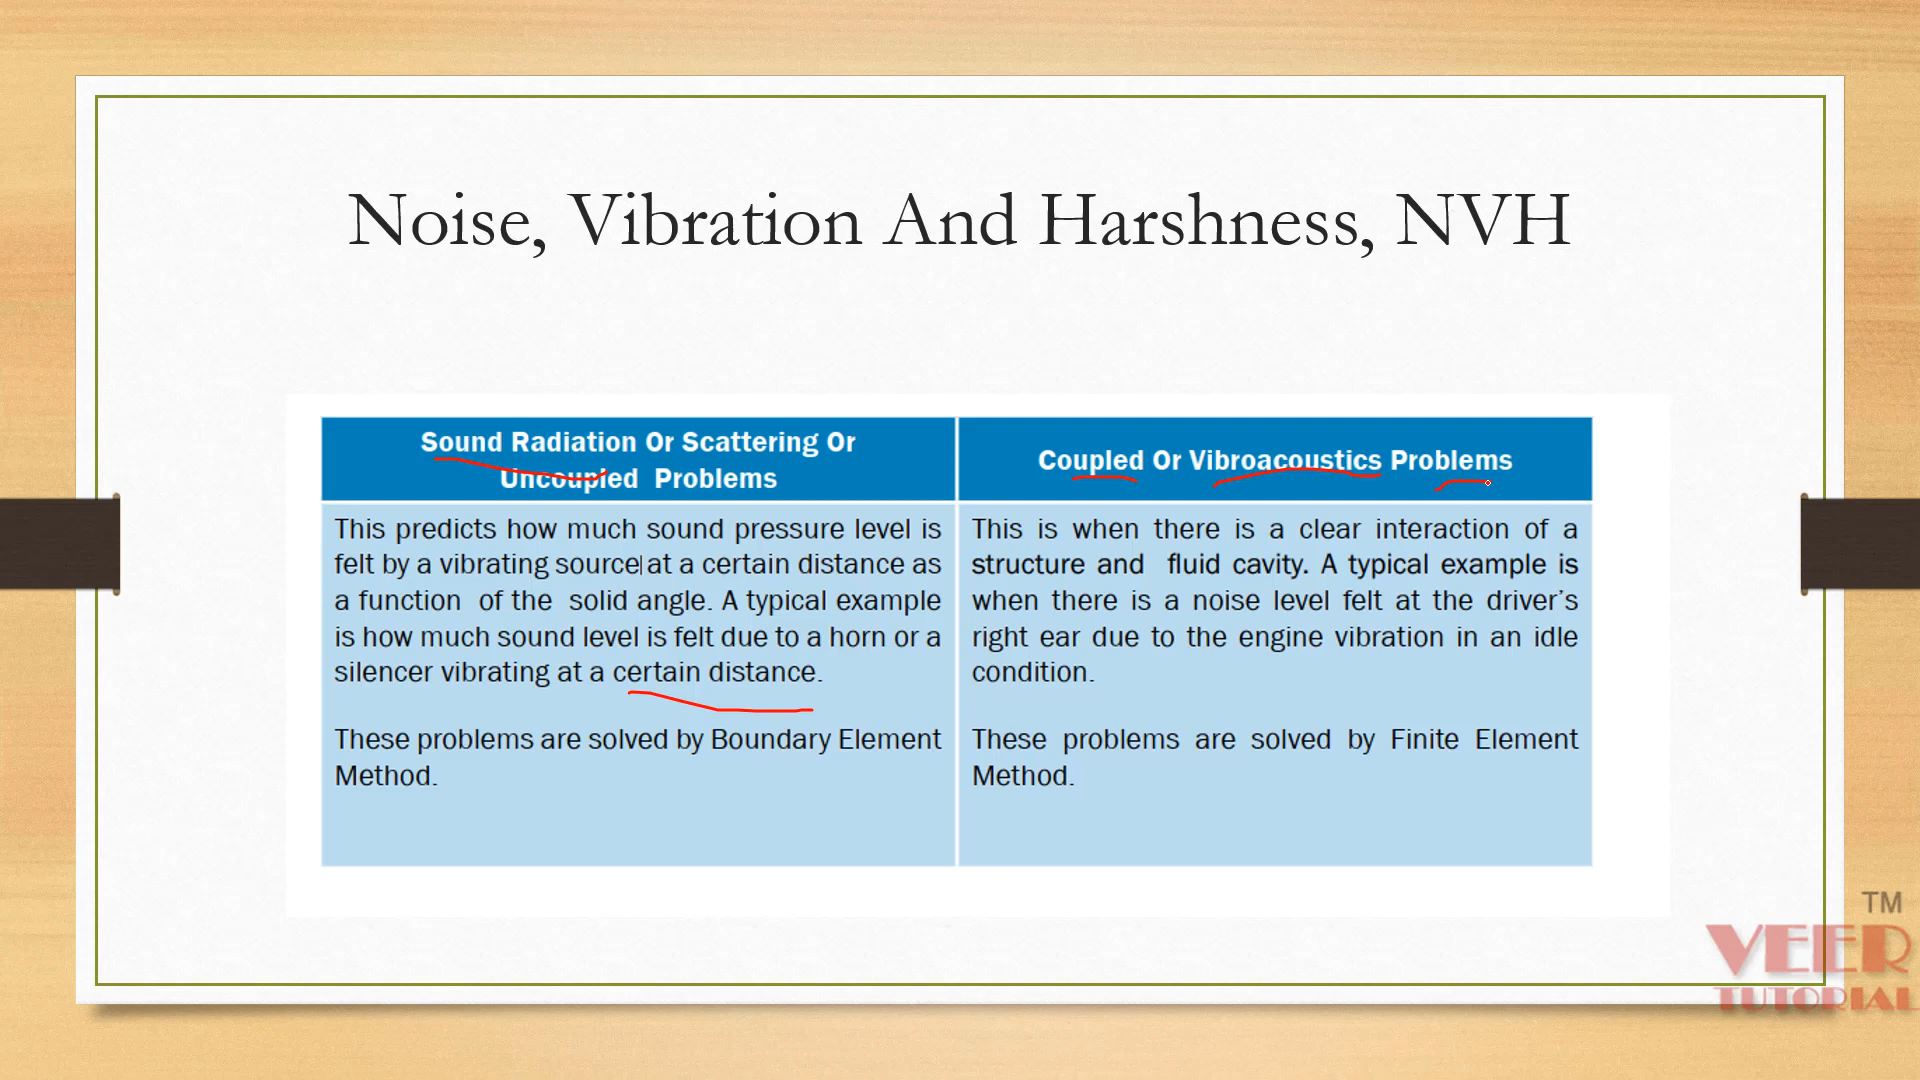 Noise, Vibration And Harshness, NVH
Sound Radiation Or Scattering Or
Uncoupled Problems
This predicts how much sound pressure level is
felt by a vibrating source at a certain distance as
a function of the solid angle. A typical example
is how much sound level is felt due to a horn or a
silencer vibrating at a certain distance.
These problems are solved by Boundary Element
Method.
Coupled Or Vibroacoustics Problems
This is when there is a clear interaction of a
structure and fluid cavity. A typical example is
when there is a noise level felt at the driver's
right ear due to the engine vibration in an idle
condition.
These problems are solved by Finite Element
Method.
TM
VEER
TUTORIAL